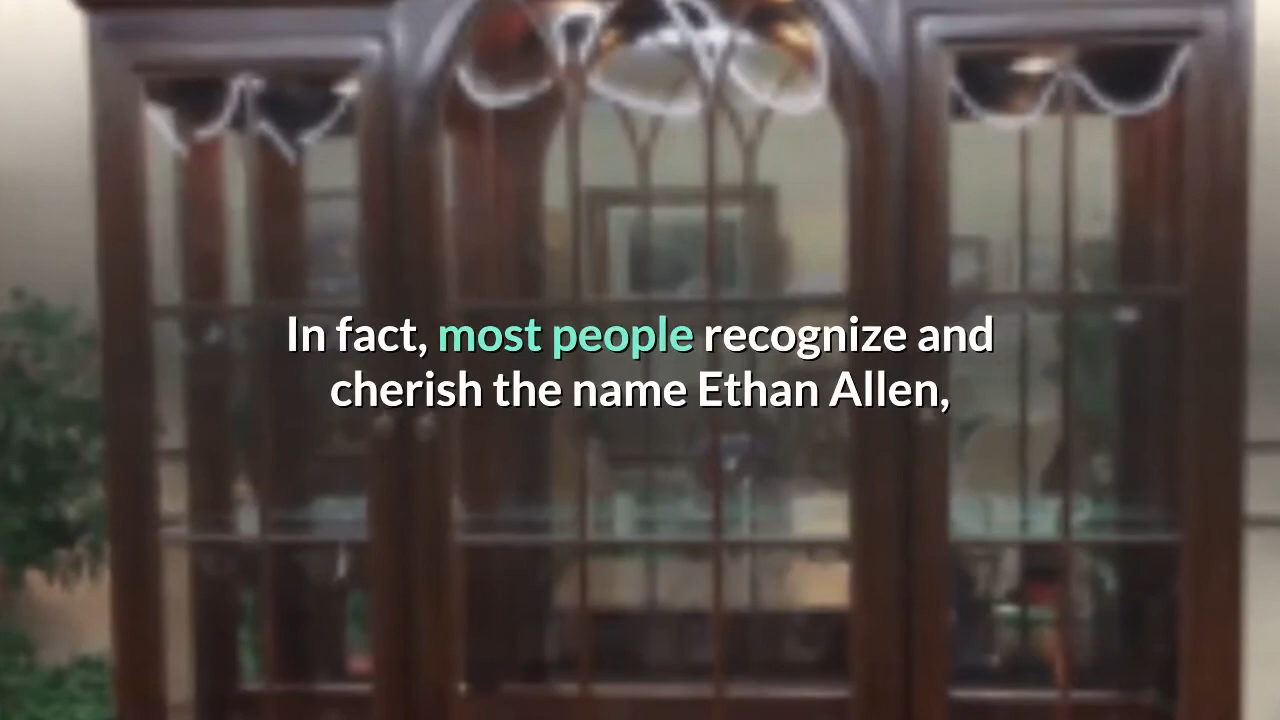 In fact, most people recognize and
cherish the name Ethan Allen,